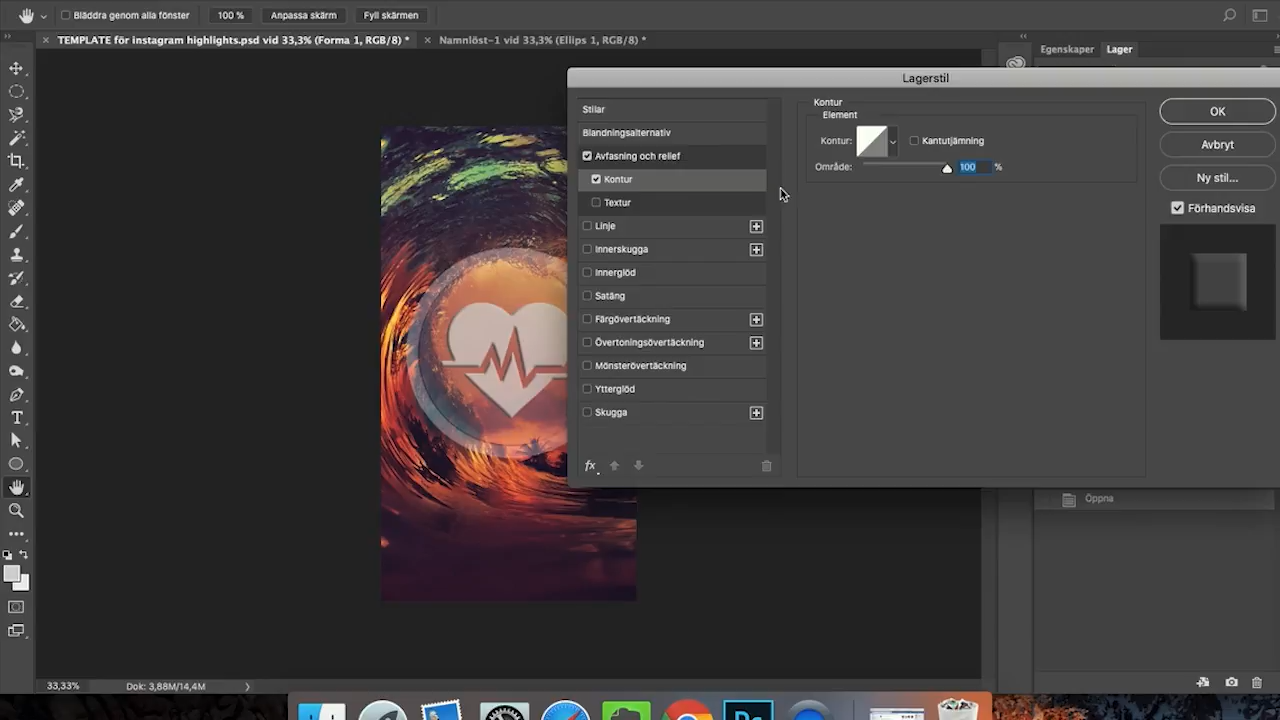 Bläddra genom alla fönster
100 %
Anpassa skärm
Fyll skärmen
TEMPLATE för instagram highlights.psd vid 33,3% (Forma 1, RGB/8) *
Namnlöst-1 vid 33,3% (Ellips 1, RGB/8) *
Egenskaper
Lager
Lagerstil
Stilar
Blandningsalternativ
Avfasning och relief
Kontur
Textur
Linje
Innerskugga
Innerglöd
Satäng
Färgövertäckning
Övertoningsövertäckning
Mönsterövertäckning
Ytterglöd
Skugga
fx
Kontur
Element
Kontur:
Kantutjämning
Område:
100 %
OK
Avbryt
Ny stil...
Förhandsvisa
Öppna
33,33%
Dok: 3,88M/14,4M
Ps